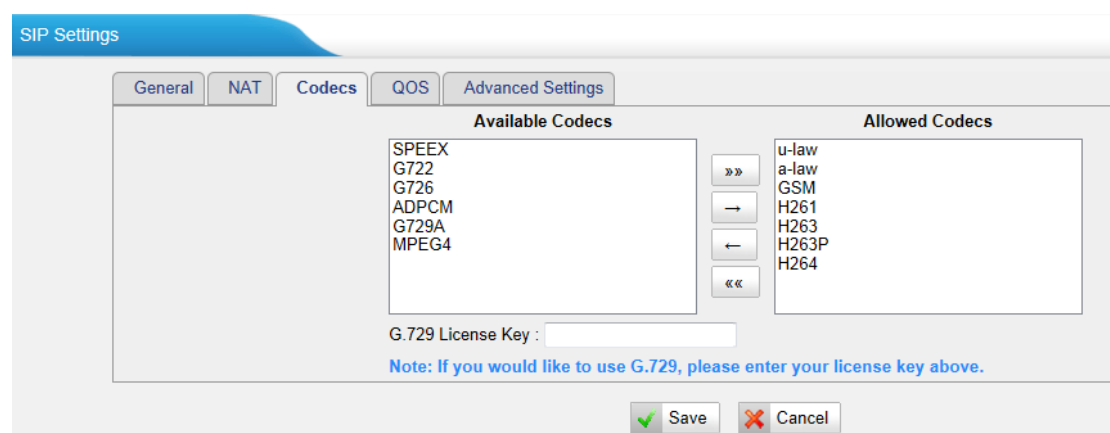 SIP Settings
General NAT Codecs QOS Advanced Settings
Available Codecs
SPEEX
G722
G726
ADPCM
G729A
MPEG4
»»
→
←
««
Allowed Codecs
u-law
a-law
GSM
H261
H263
H263P
H264
G.729 License Key :
Note: If you would like to use G.729, please enter your license key above.
Save Cancel